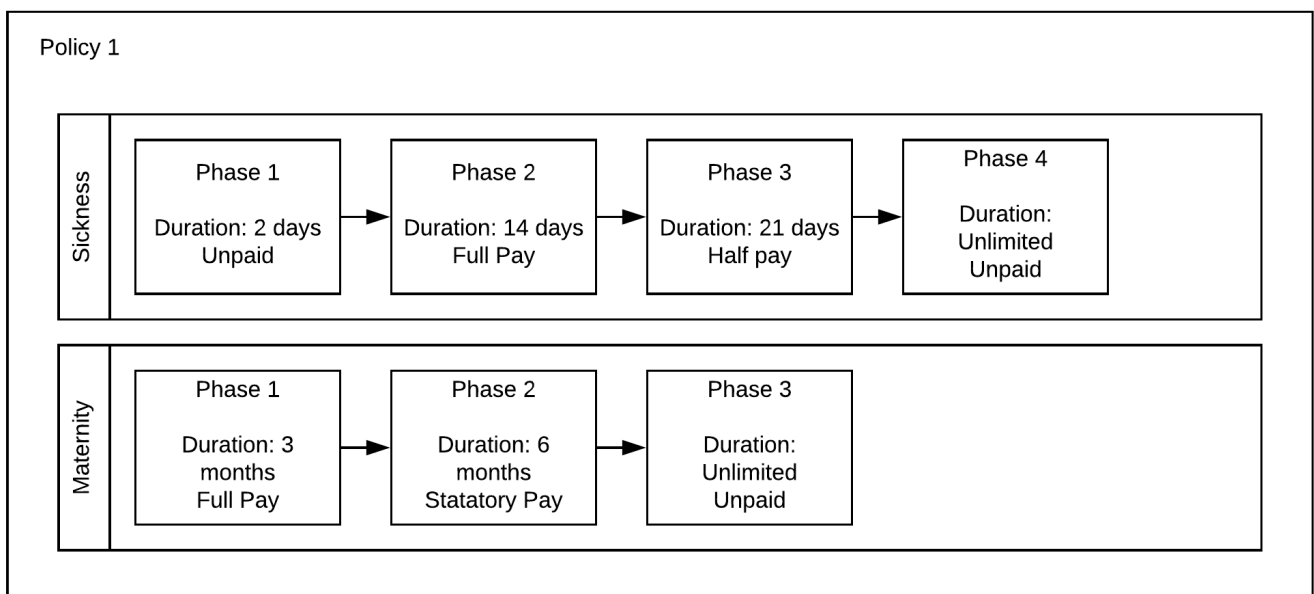 Policy 1
Sickness
Phase 1
Duration: 2 days
Unpaid
Phase 2
Duration: 14 days
Full Pay
Phase 3
Duration: 21 days
Half pay
Phase 4
Duration:
Unlimited
Unpaid
Maternity
Phase 1
Duration: 3
months
Full Pay
Phase 2
Duration: 6
months
Statatory Pay
Phase 3
Duration:
Unlimited
Unpaid